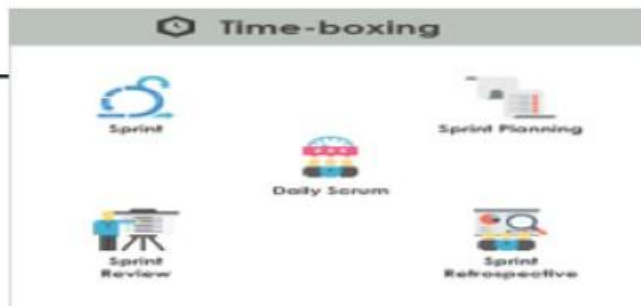 Time-boxing
Sprint
Sprint Planning
Daily Scrum
Sprint
Review
Sprint
Retrospective